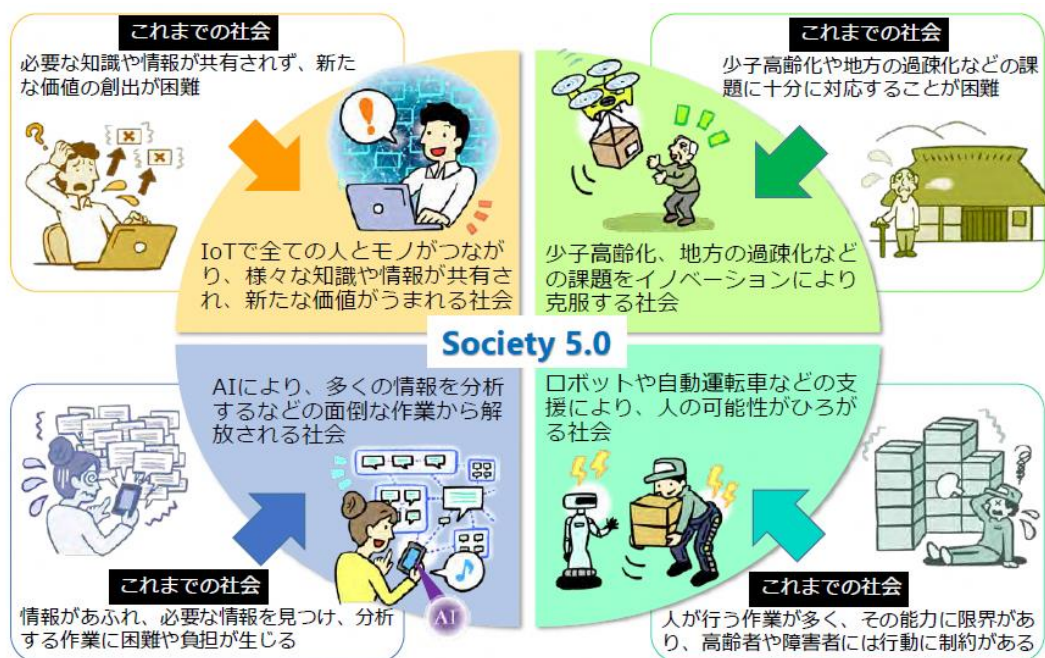 これまでの社会
必要な知識や情報が共有されず、新た
な価値の創出が困難
IoTで全ての人とモノがつなが
り、様々な知識や情報が共有さ
れ、新たな価値がうまれる社会
これまでの社会
少子高齢化や地方の過疎化などの課
題に十分に対応することが困難
少子高齢化、地方の過疎化など
の課題をイノベーションにより
克服する社会
Society 5.0
AIにより、多くの情報を分析
するなどの面倒な作業から解
放される社会
AI
これまでの社会
情報があふれ、必要な情報を見つけ、分析
する作業に困難や負担が生じる
ロボットや自動運転車などの支
援により、人の可能性がひろが
る社会
これまでの社会
人が行う作業が多く、その能力に限界があ
り、高齢者や障害者には行動に制約がある